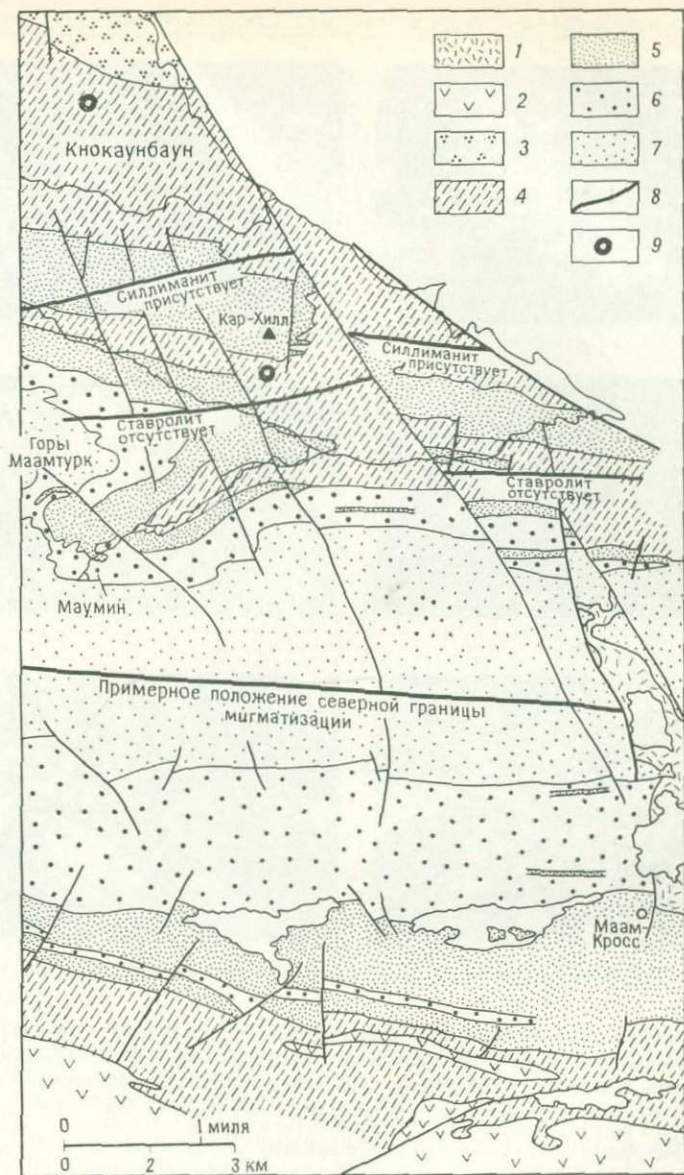 1
5
2
6
3
7
4
8
9
Кнокаунбаун
Силлиманит
присутствует
Кар-Хилл
Силлиманит
присутствует
Ставролит
отсутствует
Горы
Маамтурк
Ставролит
отсутствует
Маумин
Примерное положение северной границы
мигматизации
Маам-
Кросс
0 1 миля
0 2 3 км